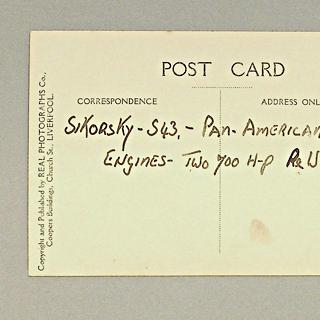 POST CARD
CORRESPONDENCE
ADDRESS ONL
SIKORSKY - S43. - PAN-AMERICAN
ENGINES - TWO 700 H-P P&W
Copyright and Published by REAL PHOTOGRAPHS Co.,
Coopers Buildings, Church St., LIVERPOOL.